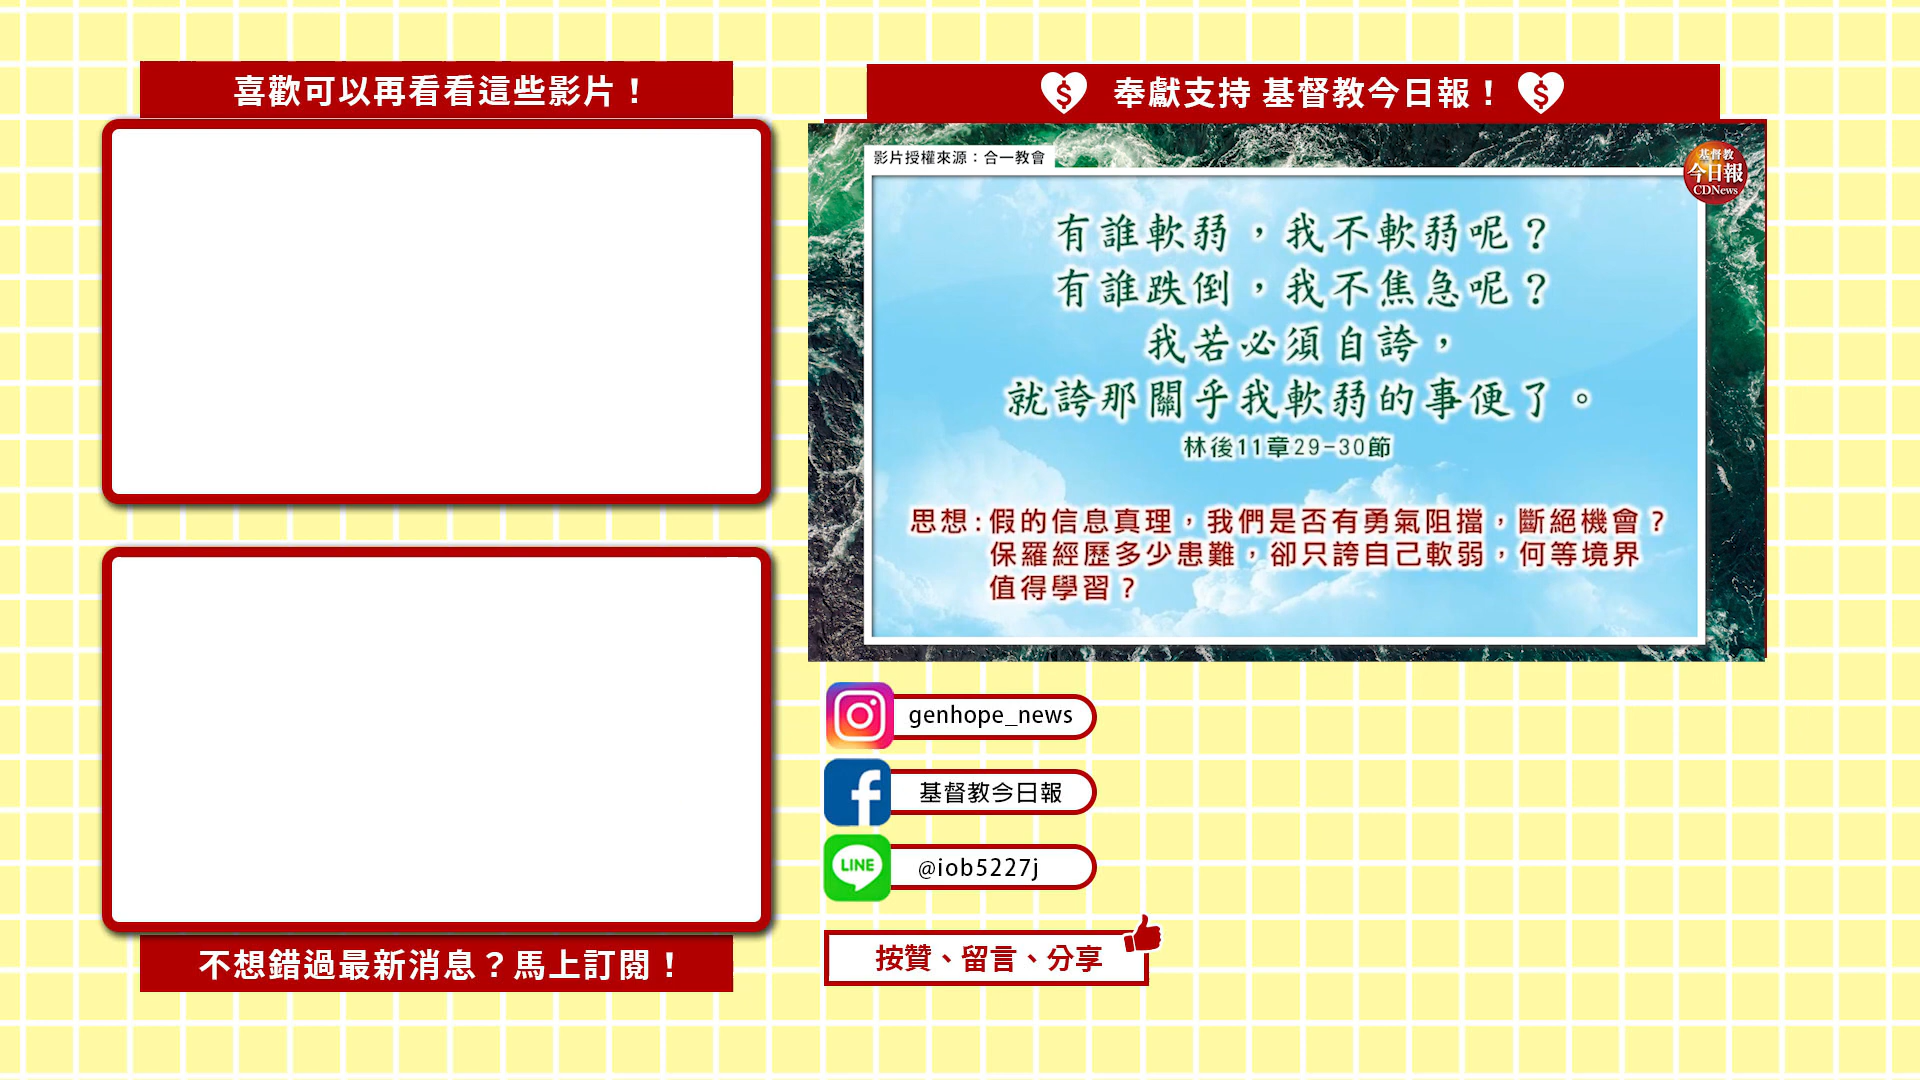 喜歡可以再看看這些影片！
不想錯過最新消息？馬上訂閱！
奉獻支持 基督教今日報！
影片授權來源：合一教會
基督教
今日報
CDNews
有誰軟弱，我不軟弱呢？
有誰跌倒，我不焦急呢？
我若必須自誇，
就誇那關乎我軟弱的事便了。
林後11章29-30節
思想:假的信息真理，我們是否有勇氣阻擋，斷絕機會？
保羅經歷多少患難，卻只誇自己軟弱，何等境界
值得學習？
genhope_news
基督教今日報
LINE
@iob5227j
按贊、留言、分享